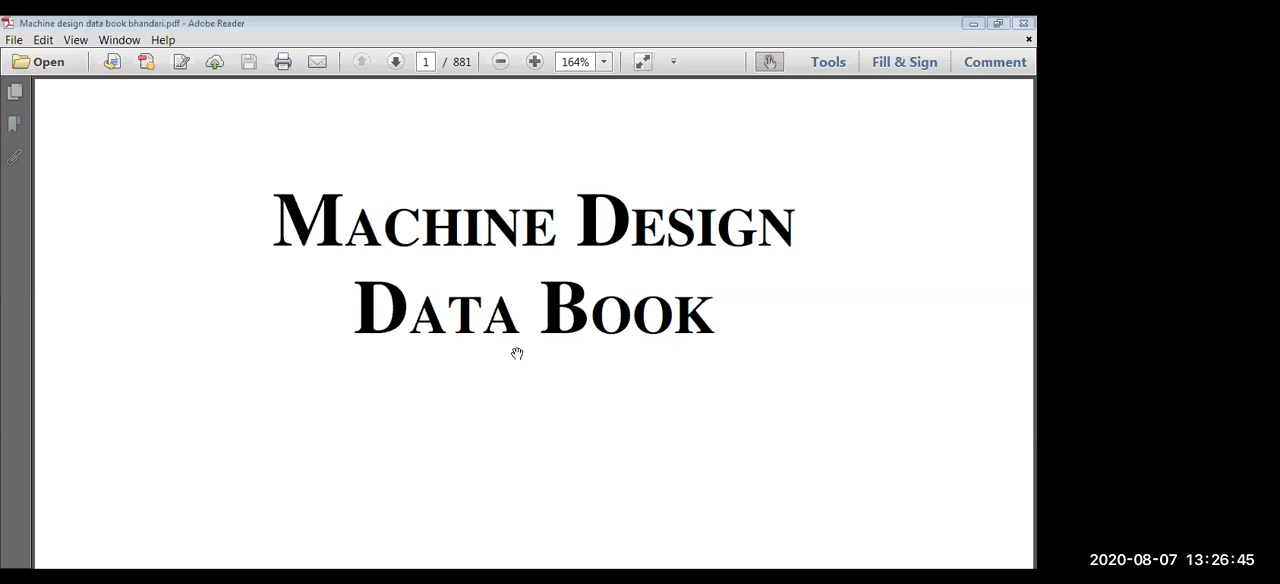 Machine design data book bhandari.pdf - Adobe Reader
File Edit View Window Help
Open 1 / 881 164% Tools Fill & Sign Comment
MACHINE DESIGN
DATA BOOK
2020-08-07 13:26:45